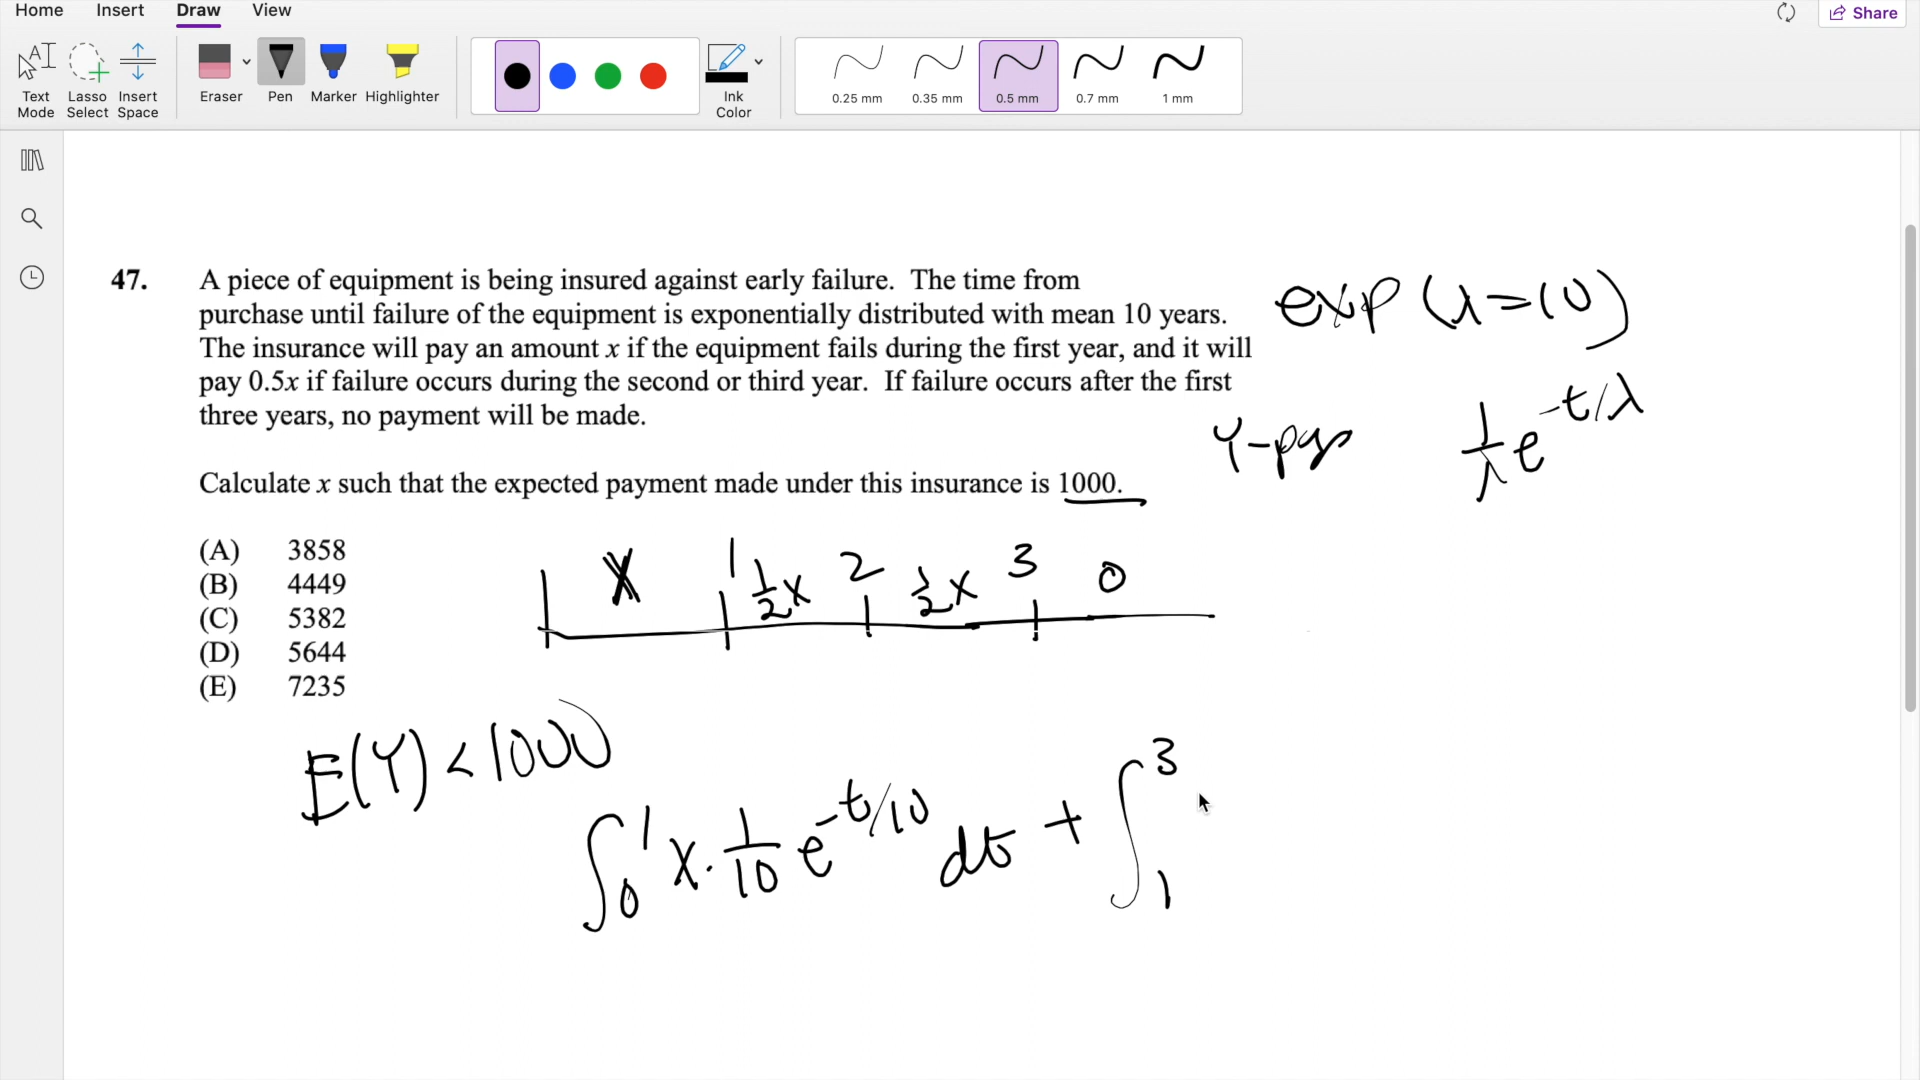 Home Insert Draw View
Share
Text Mode
Lasso Select
Insert Space
Eraser
Pen
Marker
Highlighter
Ink Color
0.25 mm
0.35 mm
0.5 mm
0.7 mm
1 mm
47. A piece of equipment is being insured against early failure. The time from
purchase until failure of the equipment is exponentially distributed with mean 10 years.
The insurance will pay an amount x if the equipment fails during the first year, and it will
pay 0.5x if failure occurs during the second or third year. If failure occurs after the first
three years, no payment will be made.
exp (λ=10)
Y-pay
1/λ e^-t/λ
Calculate x such that the expected payment made under this insurance is 1000.
(A) 3858
(B) 4449
(C) 5382
(D) 5644
(E) 7235
X 1 1/2 x 2 1/2 x 3 0
E(Y) < 1000
∫0^1 x · 1/10 e^-t/10 dt + ∫1^3